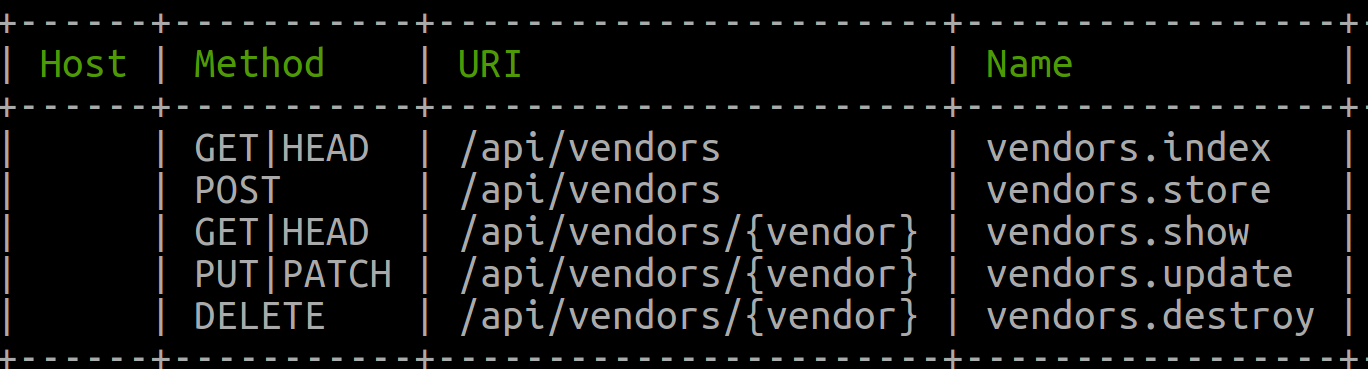 +------+-----------+------------------------+------------------+-
| Host | Method    | URI                    | Name             |
+------+-----------+------------------------+------------------+-
|      | GET|HEAD  | /api/vendors           | vendors.index    |
|      | POST      | /api/vendors           | vendors.store    |
|      | GET|HEAD  | /api/vendors/{vendor}  | vendors.show     |
|      | PUT|PATCH | /api/vendors/{vendor}  | vendors.update   |
|      | DELETE    | /api/vendors/{vendor}  | vendors.destroy  |
+------+-----------+------------------------+------------------+-